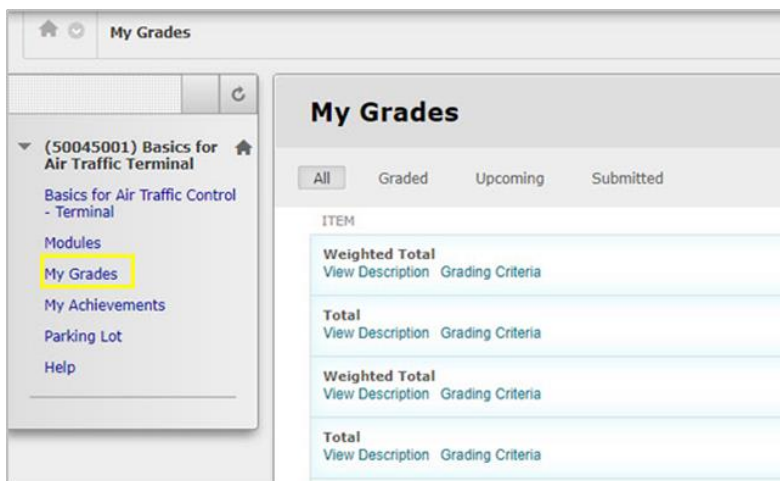 My Grades
(50045001) Basics for
Air Traffic Terminal
Basics for Air Traffic Control
- Terminal
Modules
My Grades
My Achievements
Parking Lot
Help
My Grades
All Graded Upcoming Submitted
ITEM
Weighted Total
View Description Grading Criteria
Total
View Description Grading Criteria
Weighted Total
View Description Grading Criteria
Total
View Description Grading Criteria